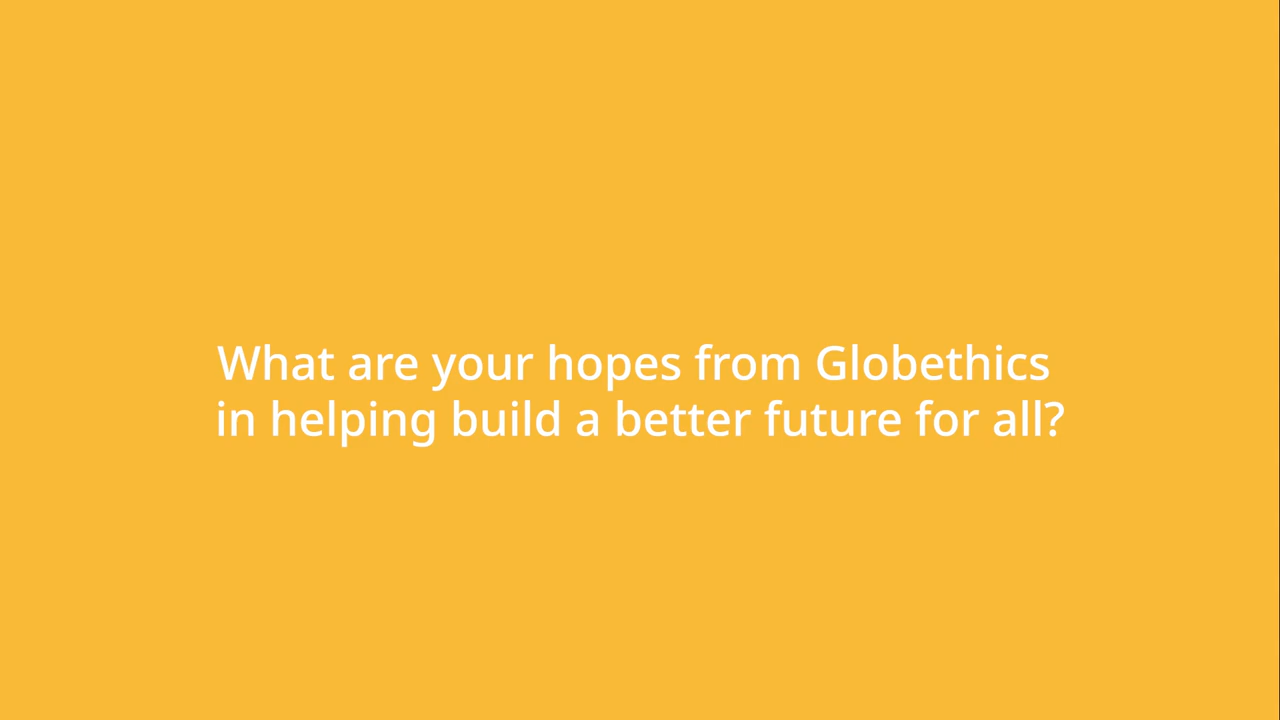 What are your hopes from Globethics
in helping build a better future for all?